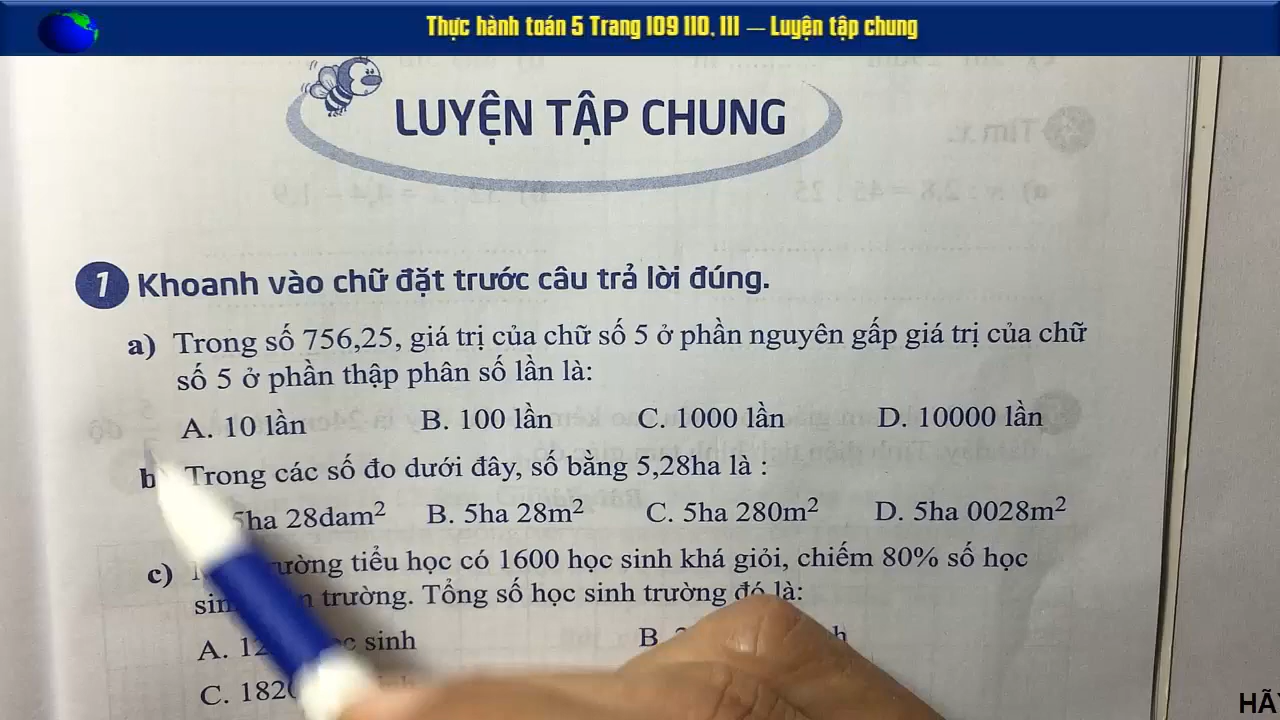 Thực hành toán 5 Trang 109 110, 111 – Luyện tập chung
LUYỆN TẬP CHUNG
1 Khoanh vào chữ đặt trước câu trả lời đúng.
a) Trong số 756,25, giá trị của chữ số 5 ở phần nguyên gấp giá trị của chữ
số 5 ở phần thập phân số lần là:
A. 10 lần B. 100 lần C. 1000 lần D. 10000 lần
Trong các số đo dưới đây, số bằng 5,28ha là :
5ha 28dam² B. 5ha 28m² C. 5ha 280m² D. 5ha 0028m²
c) tiểu học có 1600 học sinh khá giỏi, chiếm 80% số học
trường. Tổng số học sinh trường đó là:
A. sinh B.
C.